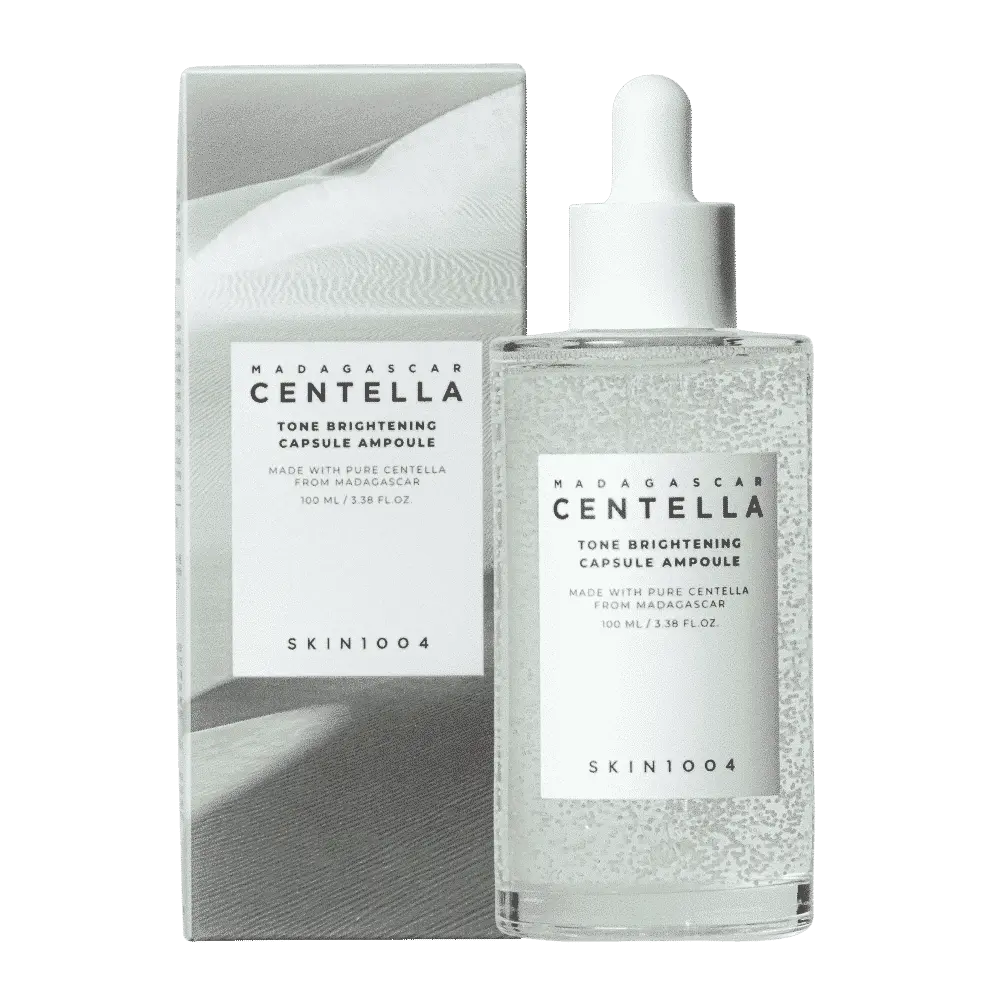 MADAGASCAR
CENTELLA
TONE BRIGHTENING
CAPSULE AMPOULE
MADE WITH PURE CENTELLA
FROM MADAGASCAR
100 ML / 3.38 FL.OZ.
SKIN1004
MADAGASCAR
CENTELLA
TONE BRIGHTENING
CAPSULE AMPOULE
MADE WITH PURE CENTELLA
FROM MADAGASCAR
100 ML / 3.38 FL.OZ.
SKIN1004